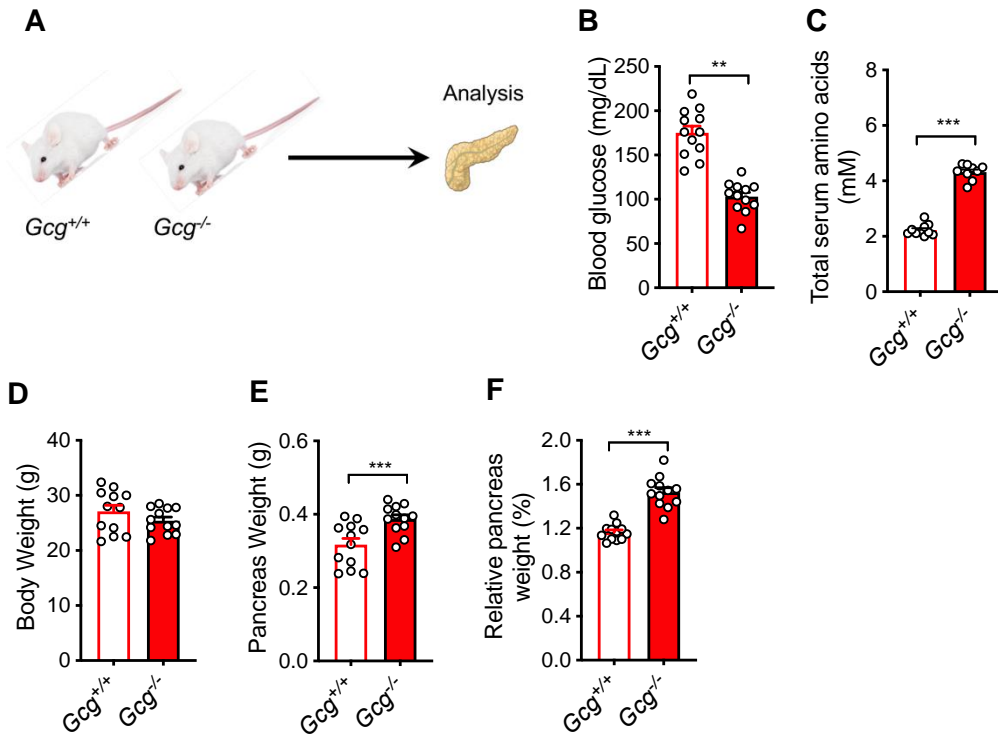 A
Analysis
Gcg+/+
Gcg-/-
B
Blood glucose (mg/dL)
250
200
150
100
50
0
**
Gcg+/+
Gcg-/-
C
Total serum amino acids
(mM)
8
6
4
2
0
***
Gcg+/+
Gcg-/-
D
Body Weight (g)
40
30
20
10
0
Gcg+/+
Gcg-/-
E
Pancreas Weight (g)
0.6
0.4
0.2
0.0
***
Gcg+/+
Gcg-/-
F
Relative pancreas
weight (%)
2.0
1.6
1.2
0.8
0.4
0.0
***
Gcg+/+
Gcg-/-